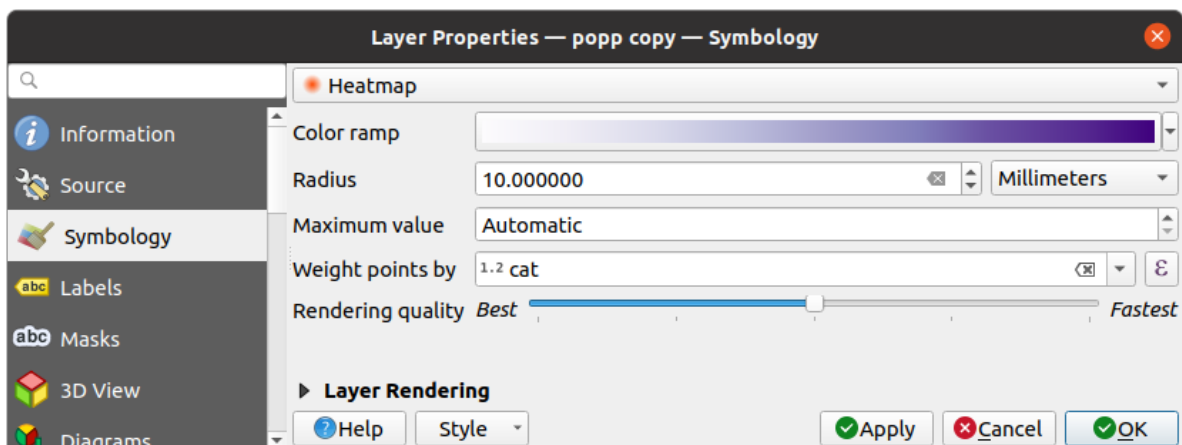 Layer Properties — popp copy — Symbology
Heatmap
Information
Color ramp
Source
Radius 10.000000 Millimeters
Symbology
Maximum value Automatic
Weight points by 1.2 cat ε
abc Labels
Rendering quality Best Fastest
abc Masks
3D View
Layer Rendering
Diagrams
Help Style Apply Cancel OK